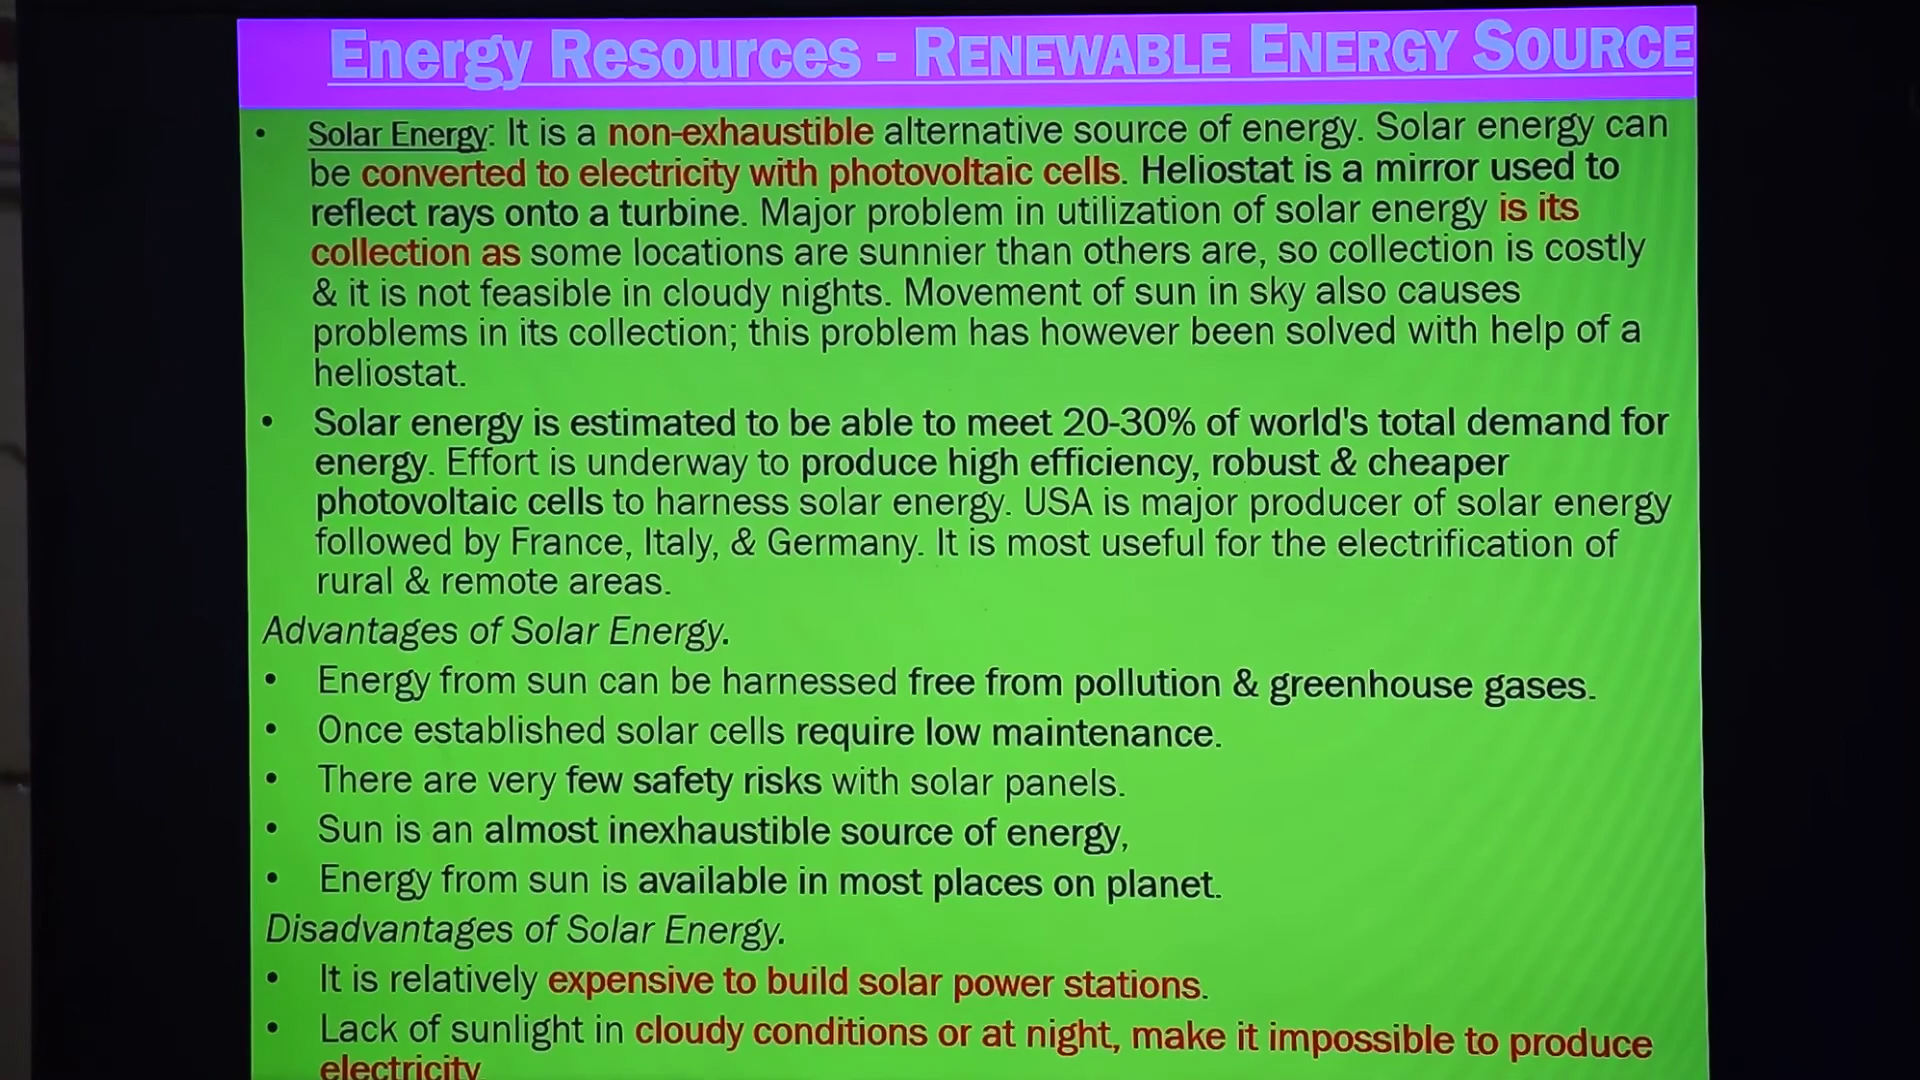 Energy Resources - RENEWABLE ENERGY SOURCE
• Solar Energy: It is a non-exhaustible alternative source of energy. Solar energy can
be converted to electricity with photovoltaic cells. Heliostat is a mirror used to
reflect rays onto a turbine. Major problem in utilization of solar energy is its
collection as some locations are sunnier than others are, so collection is costly
& it is not feasible in cloudy nights. Movement of sun in sky also causes
problems in its collection; this problem has however been solved with help of a
heliostat.
• Solar energy is estimated to be able to meet 20-30% of world's total demand for
energy. Effort is underway to produce high efficiency, robust & cheaper
photovoltaic cells to harness solar energy. USA is major producer of solar energy
followed by France, Italy, & Germany. It is most useful for the electrification of
rural & remote areas.
Advantages of Solar Energy.
• Energy from sun can be harnessed free from pollution & greenhouse gases.
• Once established solar cells require low maintenance.
• There are very few safety risks with solar panels.
• Sun is an almost inexhaustible source of energy,
• Energy from sun is available in most places on planet.
Disadvantages of Solar Energy.
• It is relatively expensive to build solar power stations.
• Lack of sunlight in cloudy conditions or at night, make it impossible to produce
electricity